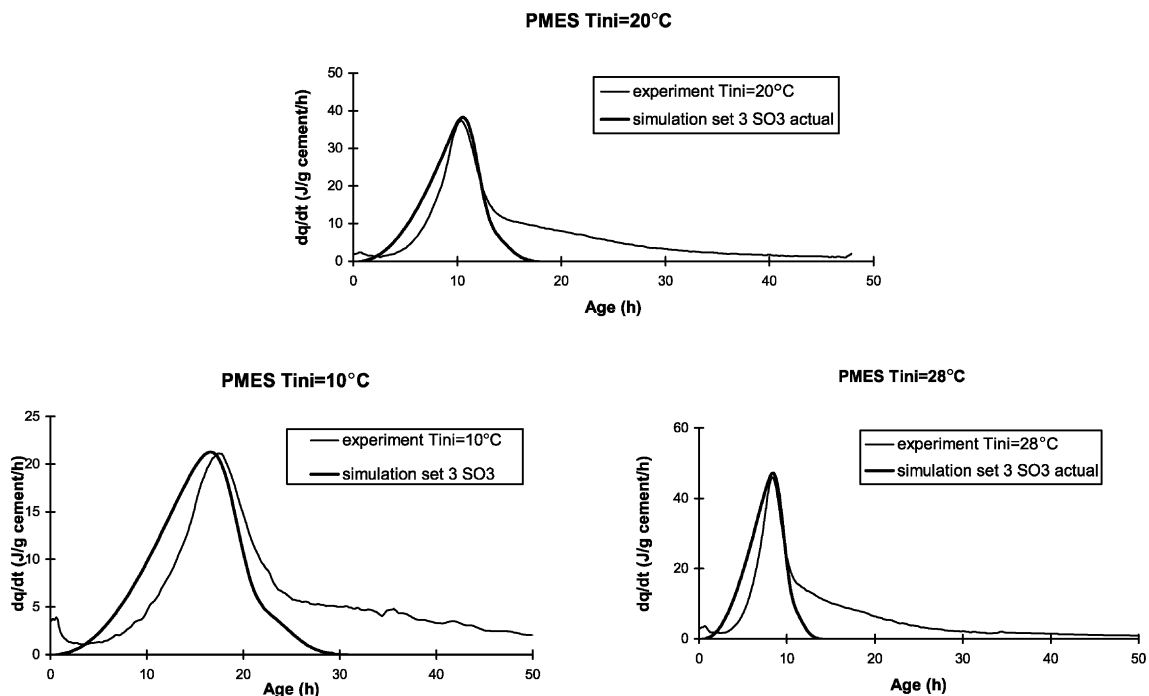 PMES Tini=20°C
dq/dt (J/g cement/h)
50
40
30
20
10
0
experiment Tini=20°C
simulation set 3 SO3 actual
0 10 20 30 40 50
Age (h)
PMES Tini=10°C
dq/dt (J/g cement/h)
25
20
15
10
5
0
experiment Tini=10°C
simulation set 3 SO3
0 10 20 30 40 50
Age (h)
PMES Tini=28°C
dq/dt (J/g cement/h)
60
40
20
0
experiment Tini=28°C
simulation set 3 SO3 actual
0 10 20 30 40 50
Age (h)